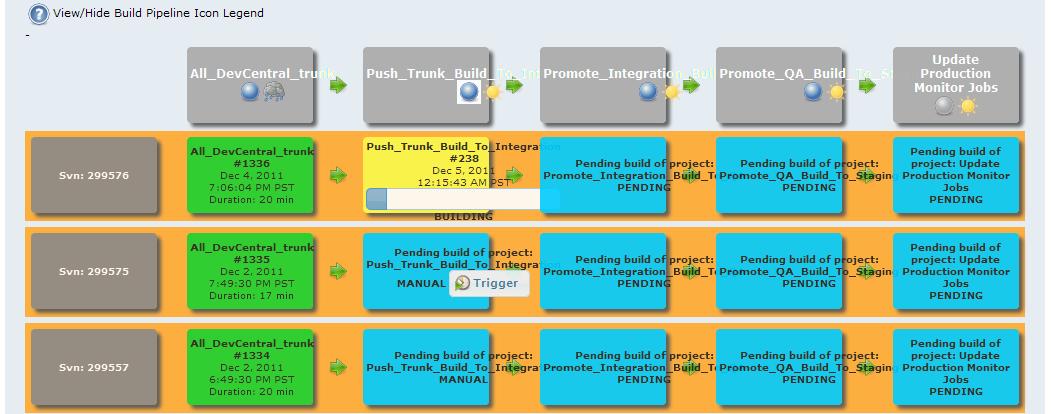 View/Hide Build Pipeline Icon Legend
-
All_DevCentral_trunk
Push_Trunk_Build_To_Int
Promote_Integration_Bui
Promote_QA_Build_To_St
Update
Production
Monitor Jobs
Svn: 299576
All_DevCentral_trunk
#1336
Dec 4, 2011
7:06:04 PM PST
Duration: 20 min
Push_Trunk_Build_To_Integration
#238
Dec 5, 2011
12:15:43 AM PST
BUILDING
Pending build of project:
Promote_Integration_Build_To
PENDING
Pending build of project:
Promote_QA_Build_To_Staging
PENDING
Pending build of
project: Update
Production Monitor
Jobs
PENDING
Svn: 299575
All_DevCentral_trunk
#1335
Dec 2, 2011
7:49:30 PM PST
Duration: 17 min
Pending build of project:
Push_Trunk_Build_To_Integration
MANUAL
Trigger
Pending build of project:
Promote_Integration_Build_To
PENDING
Pending build of project:
Promote_QA_Build_To_Staging
PENDING
Pending build of
project: Update
Production Monitor
Jobs
PENDING
Svn: 299557
All_DevCentral_trunk
#1334
Dec 2, 2011
6:49:30 PM PST
Duration: 20 min
Pending build of project:
Push_Trunk_Build_To_Integrat
MANUAL
Pending build of project:
Promote_Integration_Build_To
PENDING
Pending build of project:
Promote_QA_Build_To_Staging
PENDING
Pending build of
project: Update
Production Monitor
Jobs
PENDING